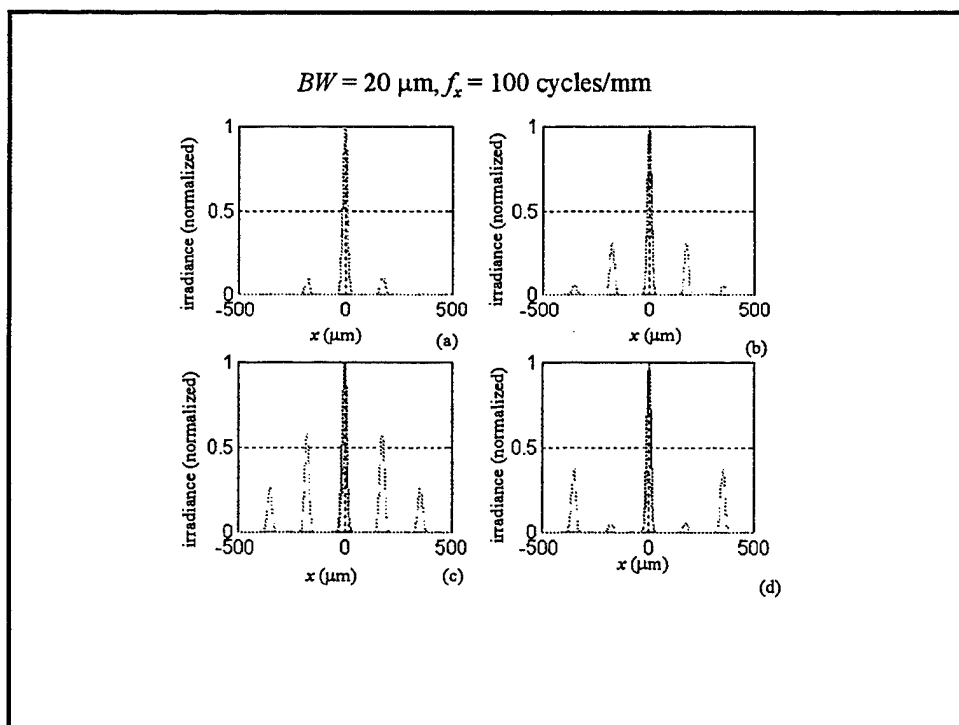 BW = 20 μm, f_x = 100 cycles/mm
irradiance (normalized)
1
0.5
0
-500
0
500
x (μm)
(a)
irradiance (normalized)
1
0.5
0
-500
0
500
x (μm)
(b)
irradiance (normalized)
1
0.5
0
-500
0
500
x (μm)
(c)
irradiance (normalized)
1
0.5
0
-500
0
500
x (μm)
(d)